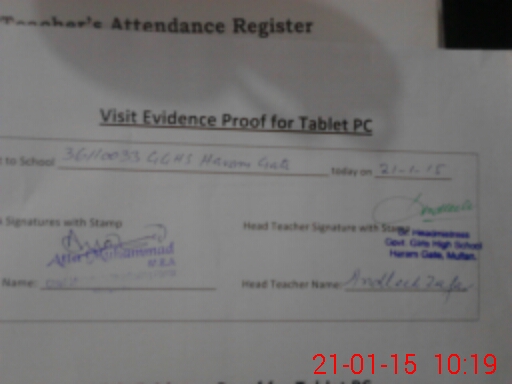 Teacher's Attendance Register
Visit Evidence Proof for Tablet PC
to School 36110033 GGHS Haram Gate today on 21-1-15
Signatures with Stamp Head Teacher Signature with Stamp
Muhammad
M.E.A
Sr. Headmistress
Govt. Girls High School
Haram Gate, Multan.
Name: Head Teacher Name:
21-01-15 10:19